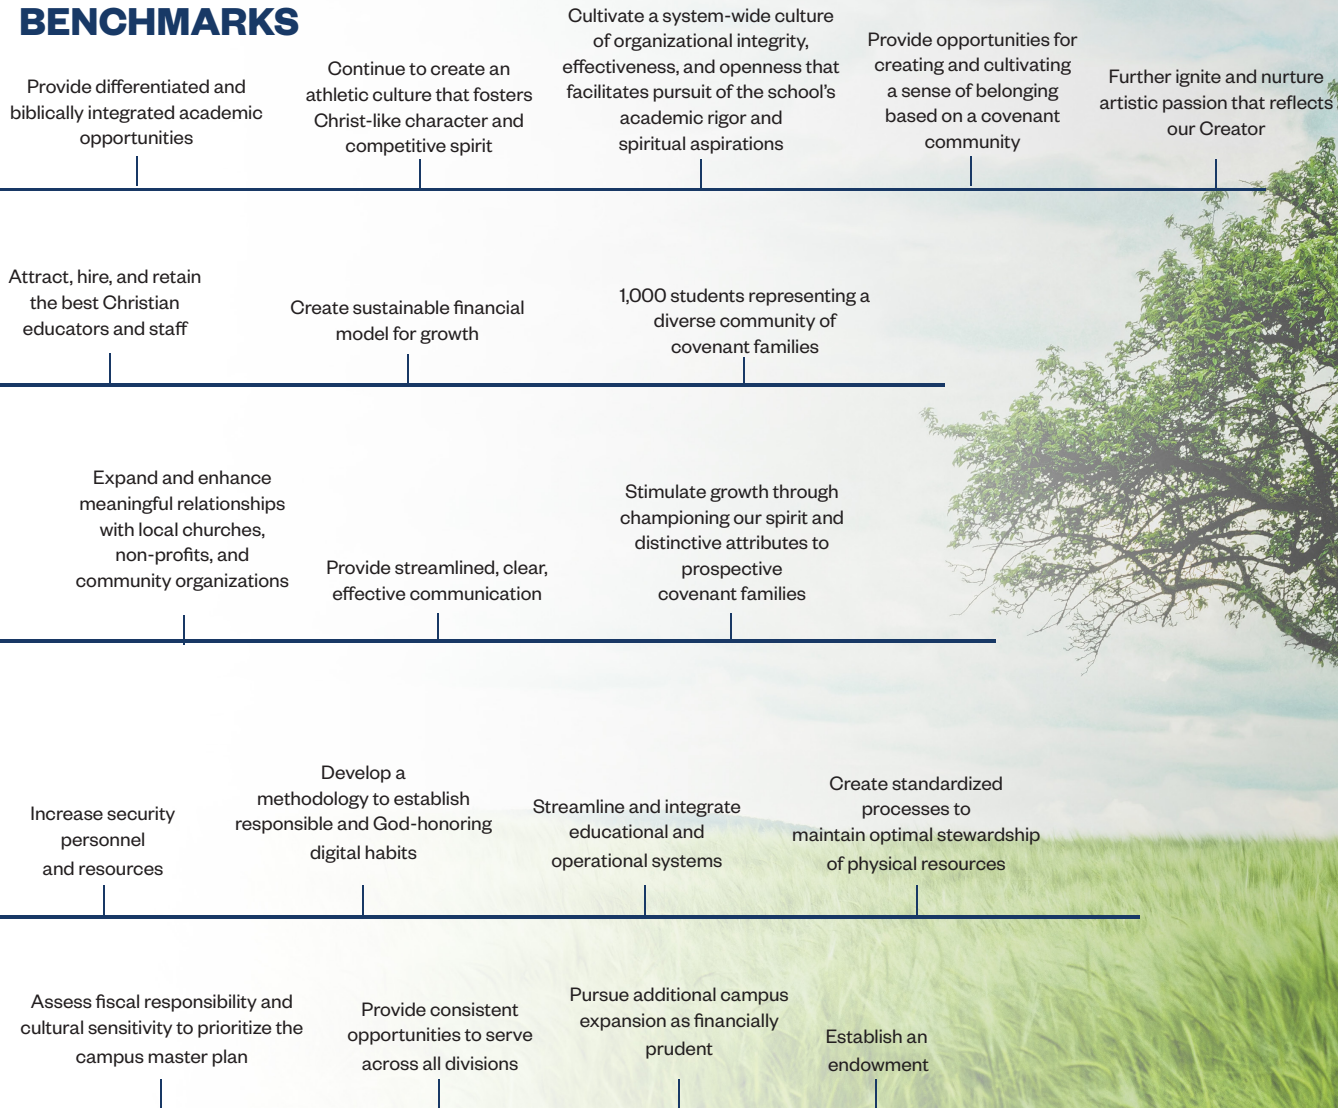 BENCHMARKS
Provide differentiated and
biblically integrated academic
opportunities
Continue to create an
athletic culture that fosters
Christ-like character and
competitive spirit
Cultivate a system-wide culture
of organizational integrity,
effectiveness, and openness that
facilitates pursuit of the school's
academic rigor and
spiritual aspirations
Provide opportunities for
creating and cultivating
a sense of belonging
based on a covenant
community
Further ignite and nurture
artistic passion that reflects
our Creator
Attract, hire, and retain
the best Christian
educators and staff
Create sustainable financial
model for growth
1,000 students representing a
diverse community of
covenant families
Expand and enhance
meaningful relationships
with local churches,
non-profits, and
community organizations
Provide streamlined, clear,
effective communication
Stimulate growth through
championing our spirit and
distinctive attributes to
prospective
covenant families
Increase security
personnel
and resources
Develop a
methodology to establish
responsible and God-honoring
digital habits
Streamline and integrate
educational and
operational systems
Create standardized
processes to
maintain optimal stewardship
of physical resources
Assess fiscal responsibility and
cultural sensitivity to prioritize the
campus master plan
Provide consistent
opportunities to serve
across all divisions
Pursue additional campus
expansion as financially
prudent
Establish an
endowment